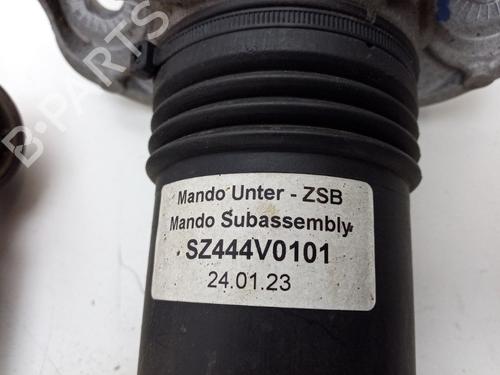 B-PARTS
Mando Unter - ZSB
Mando Subassembly
SZ444V0101
24.01.23